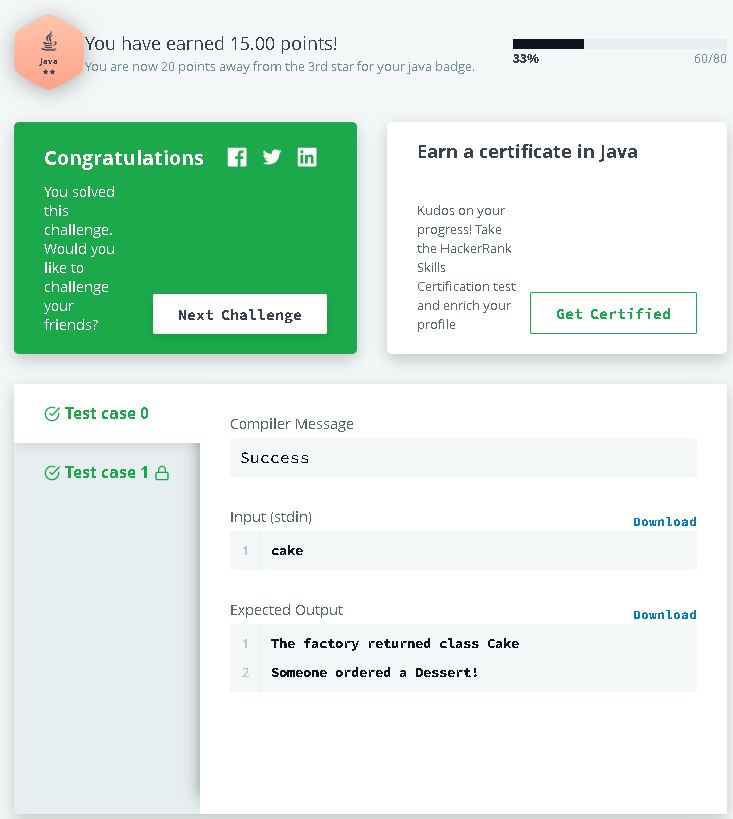 Java
You have earned 15.00 points!
You are now 20 points away from the 3rd star for your java badge.
33%
60/80
Congratulations
You solved
this
challenge.
Would you
like to
challenge
your
friends?
Next Challenge
Earn a certificate in Java
Kudos on your
progress! Take
the HackerRank
Skills
Certification test
and enrich your
profile
Get Certified
Test case 0
Test case 1
Compiler Message
Success
Input (stdin)
Download
1 cake
Expected Output
Download
1 The factory returned class Cake
2 Someone ordered a Dessert!